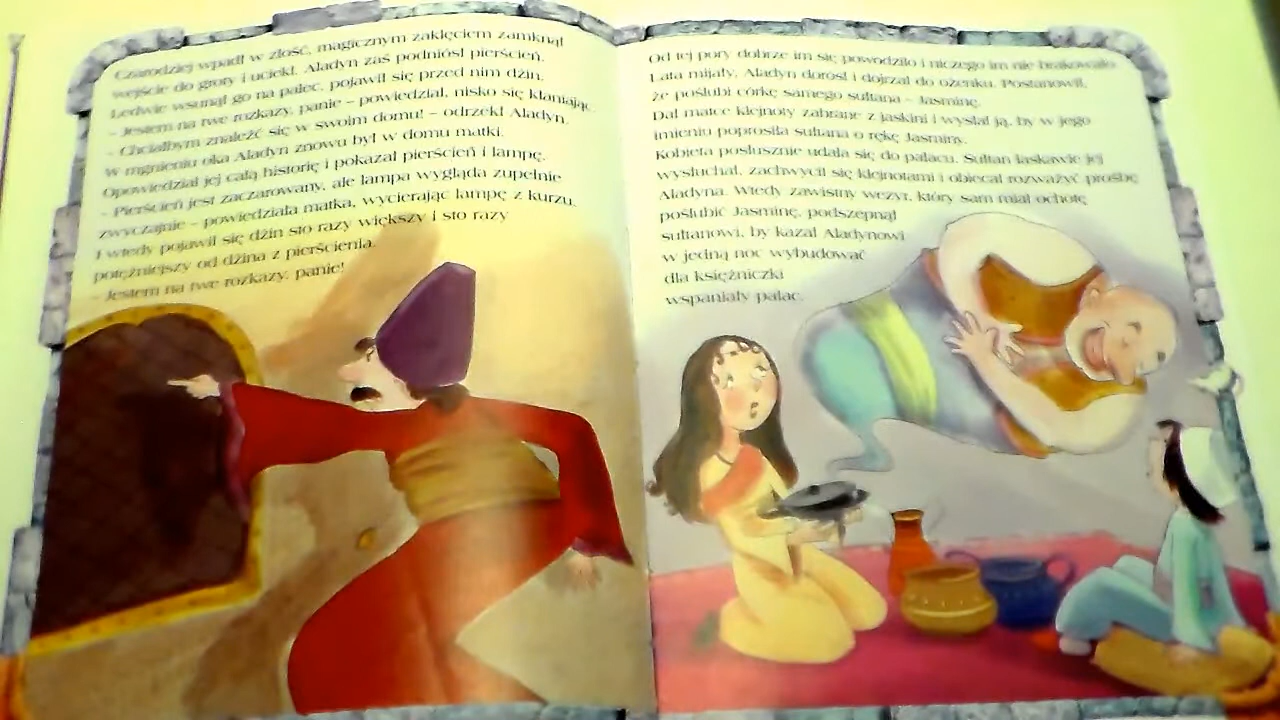 Czarodziej wpadł w złość, magicznym zaklęciem zamknął
wejście do groty i uciekł. Aladyn zaś podniósł pierścień.
Ledwie wsunął go na palec, pojawił się przed nim dżin.
– Jestem na twe rozkazy, panie – powiedział, nisko się kłaniając.
– Chciałbym znaleźć się w swoim domu! – odrzekł Aladyn.
W mgnieniu oka Aladyn znowu był w domu matki.
Opowiedział jej całą historię i pokazał pierścień i lampę.
– Pierścień jest zaczarowany, ale lampa wygląda zupełnie
zwyczajnie – powiedziała matka, wycierając lampę z kurzu.
I wtedy pojawił się dżin sto razy większy i sto razy
potężniejszy od dżina z pierścienia.
– Jestem na twe rozkazy, panie!
Od tej pory dobrze im się powodziło i niczego im nie brakowało.
Lata mijały, Aladyn dorósł i dojrzał do ożenku. Postanowił,
że poślubi córkę samego sułtana – Jasminę.
Dał matce klejnoty zabrane z jaskini i wysłał ją, by w jego
imieniu poprosiła sułtana o rękę Jasminy.
Kobieta posłusznie udała się do pałacu. Sułtan łaskawie jej
wysłuchał, zachwycił się klejnotami i obiecał rozważyć prośbę
Aladyna. Wtedy zawistny wezyr, który sam miał ochotę
poślubić Jasminę, podszepnął
sułtanowi, by kazał Aladynowi
w jedną noc wybudować
dla księżniczki
wspaniały pałac.